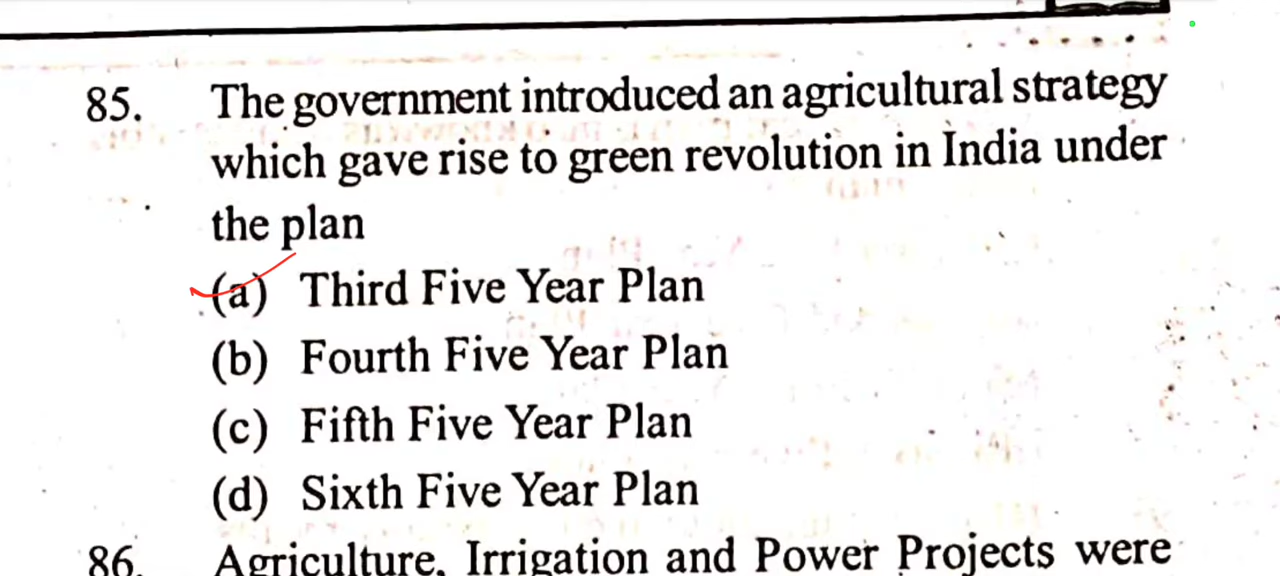 85. The government introduced an agricultural strategy
which gave rise to green revolution in India under
the plan
(a) Third Five Year Plan
(b) Fourth Five Year Plan
(c) Fifth Five Year Plan
(d) Sixth Five Year Plan
86. Agriculture, Irrigation and Power Projects were